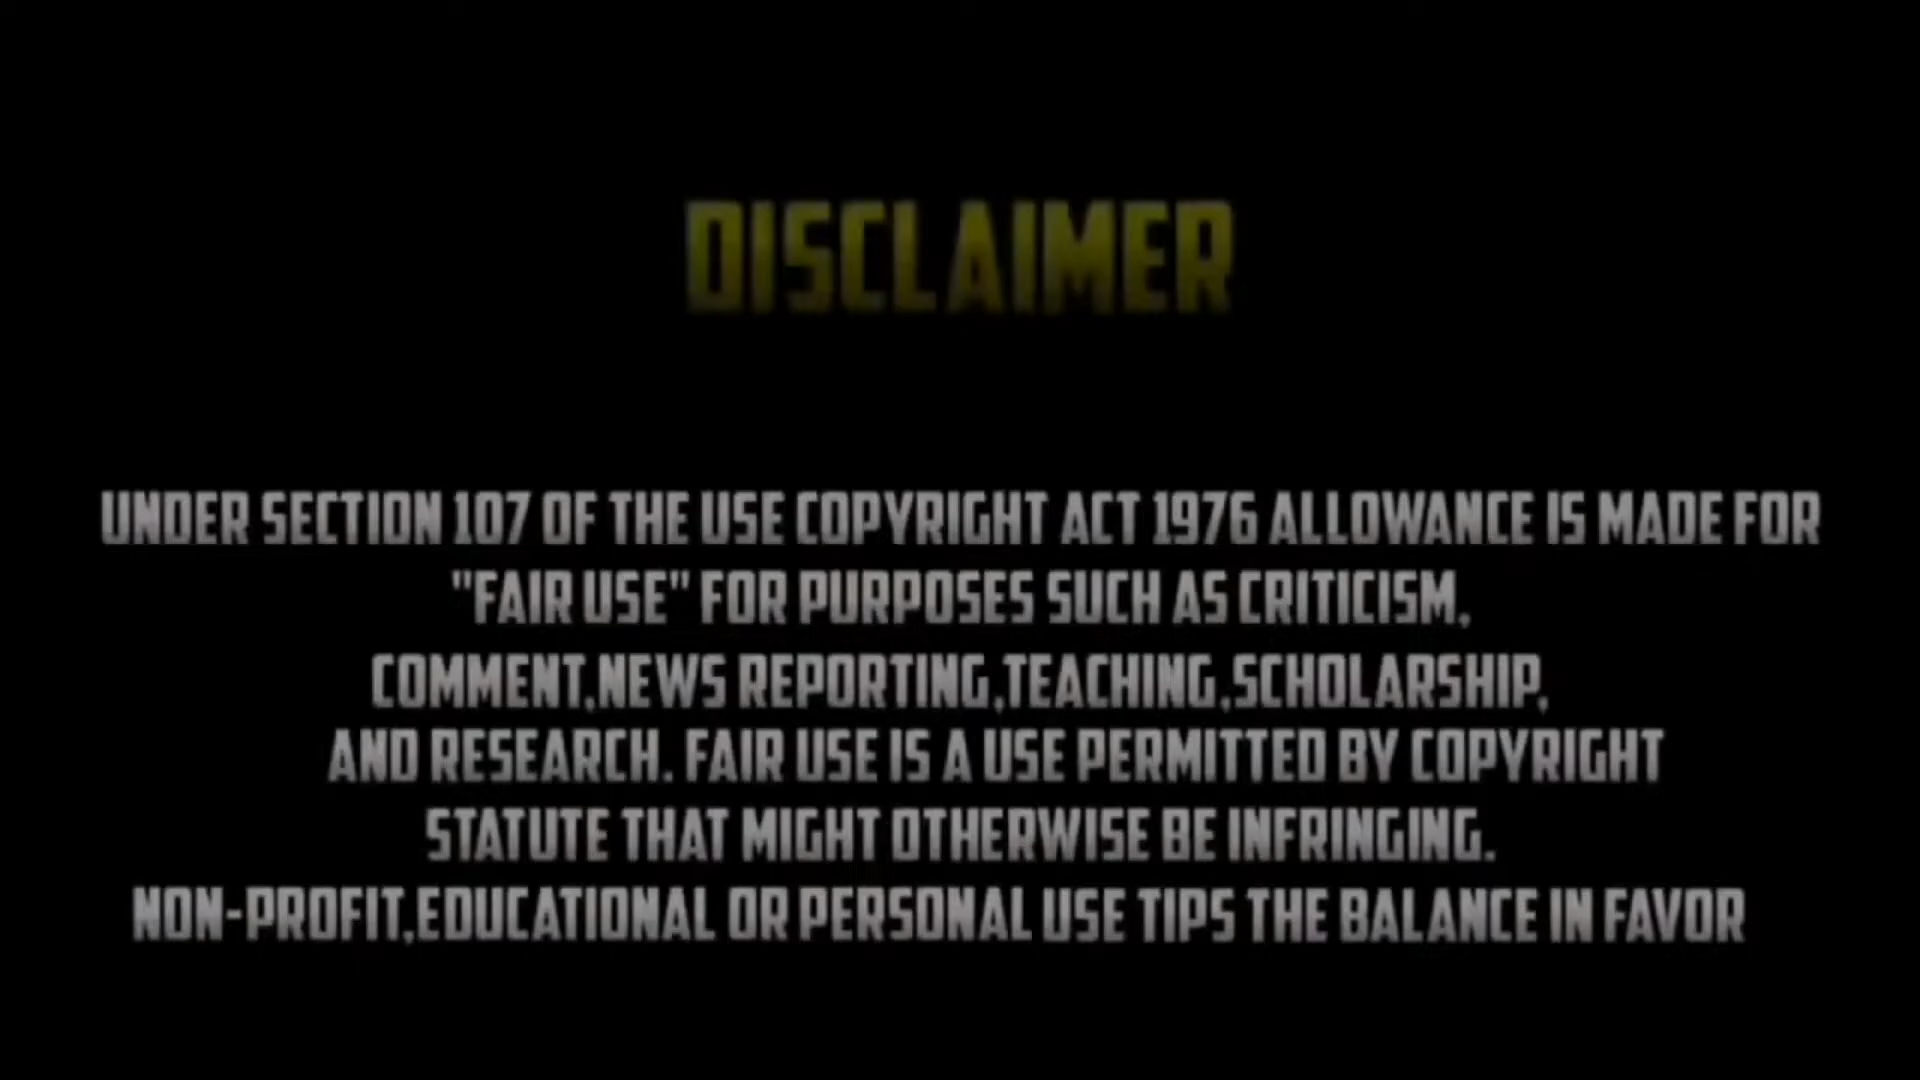 DISCLAIMER
UNDER SECTION 107 OF THE USE COPYRIGHT ACT 1976 ALLOWANCE IS MADE FOR
"FAIR USE" FOR PURPOSES SUCH AS CRITICISM,
COMMENT,NEWS REPORTING,TEACHING,SCHOLARSHIP,
AND RESEARCH. FAIR USE IS A USE PERMITTED BY COPYRIGHT
STATUTE THAT MIGHT OTHERWISE BE INFRINGING.
NON-PROFIT,EDUCATIONAL OR PERSONAL USE TIPS THE BALANCE IN FAVOR